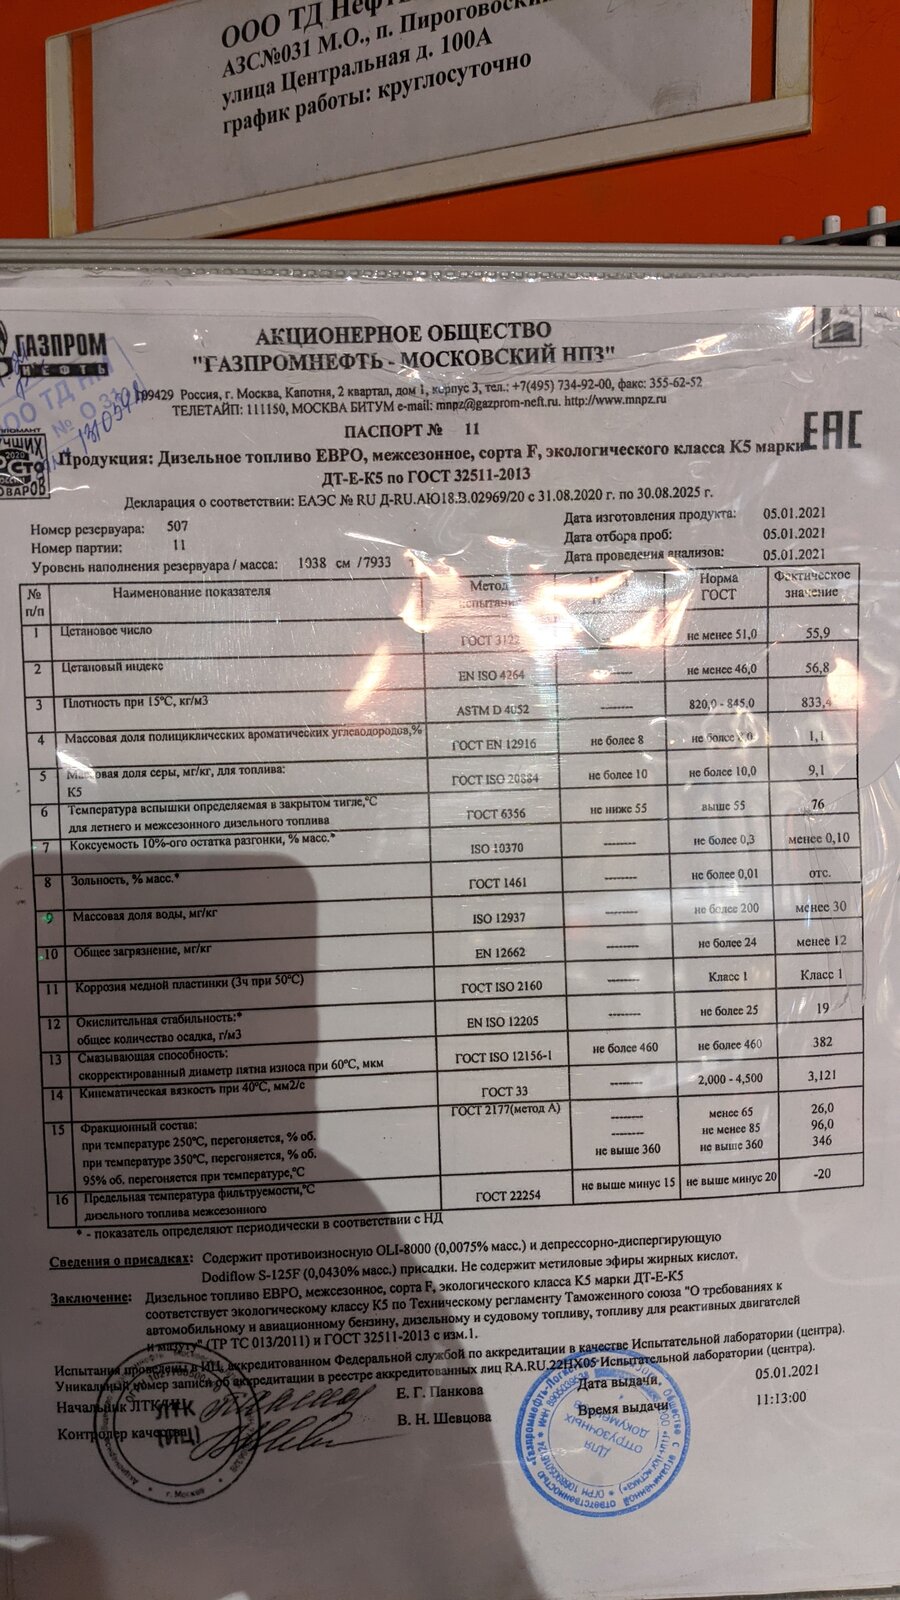 ООО ТД
АЗС№031 М.О., п. Пироговский
улица Центральная д. 100А
график работы: круглосуточно
ГАЗПРОМ
НЕФТЬ
АКЦИОНЕРНОЕ ОБЩЕСТВО
"ГАЗПРОМНЕФТЬ - МОСКОВСКИЙ НПЗ"
109429 Россия, г. Москва, Капотня, 2 квартал, дом 1, корпус 3, тел.: +7(495) 734-92-00, факс: 355-62-52
ТЕЛЕТАЙП: 111150, МОСКВА БИТУМ e-mail: mnpz@gazprom-neft.ru. http://www.mnpz.ru
ПАСПОРТ № 11
EAC
Продукция: Дизельное топливо ЕВРО, межсезонное, сорта F, экологического класса К5 марки
ДТ-Е-К5 по ГОСТ 32511-2013
Декларация о соответствии: ЕАЭС № RU Д-RU.АЮ18.В.02969/20 с 31.08.2020 г. по 30.08.2025 г.
Номер резервуара: 507
Дата изготовления продукта: 05.01.2021
Номер партии: 11
Дата отбора проб: 05.01.2021
Уровень наполнения резервуара / масса: 1038 см /7933
Дата проведения анализов: 05.01.2021
№ п/п Наименование показателя Метод испытания Норма ГОСТ Фактическое значение
1 Цетановое число ГОСТ 3122 не менее 51,0 55,9
2 Цетановый индекс EN ISO 4264 ------- не менее 46,0 56,8
3 Плотность при 15°С, кг/м3 ASTM D 4052 ------- 820,0 - 845,0 833,4
4 Массовая доля полициклических ароматических углеводородов,% ГОСТ EN 12916 не более 8 не более 8,0 1,1
5 Массовая доля серы, мг/кг, для топлива: ГОСТ ISO 20884 не более 10 не более 10,0 9,1
К5
6 Температура вспышки определяемая в закрытом тигле,°С ГОСТ 6356 не ниже 55 выше 55 76
для летнего и межсезонного дизельного топлива
7 Коксуемость 10%-ого остатка разгонки, % масс.* ISO 10370 ------- не более 0,3 менее 0,10
8 Зольность, % масс.* ГОСТ 1461 ------- не более 0,01 отс.
9 Массовая доля воды, мг/кг ISO 12937 ------- не более 200 менее 30
10 Общее загрязнение, мг/кг EN 12662 ------- не более 24 менее 12
11 Коррозия медной пластинки (3ч при 50°С) ГОСТ ISO 2160 ------- Класс 1 Класс 1
12 Окислительная стабильность:* EN ISO 12205 ------- не более 25 19
общее количество осадка, г/м3
13 Смазывающая способность: ГОСТ ISO 12156-1 не более 460 не более 460 382
скорректированный диаметр пятна износа при 60°С, мкм
14 Кинематическая вязкость при 40°С, мм2/с ГОСТ 33 ------- 2,000 - 4,500 3,121
15 Фракционный состав: ГОСТ 2177(метод А)
при температуре 250°С, перегоняется, % об. ------- менее 65 26,0
при температуре 350°С, перегоняется, % об. ------- не менее 85 96,0
95% об. перегоняется при температуре,°С не выше 360 не выше 360 346
16 Предельная температура фильтруемости,°С ГОСТ 22254 не выше минус 15 не выше минус 20 -20
дизельного топлива межсезонного
* - показатель определяют периодически в соответствии с НД
Сведения о присадках: Содержит противоизносную OLI-8000 (0,0075% масс.) и депрессорно-диспергирующую
Dodiflow S-125F (0,0430% масс.) присадки. Не содержит метиловые эфиры жирных кислот.
Заключение: Дизельное топливо ЕВРО, межсезонное, сорта F, экологического класса К5 марки ДТ-Е-К5
соответствует экологическому классу К5 по Техническому регламенту Таможенного союза "О требованиях к
автомобильному и авиационному бензину, дизельному и судовому топливу, топливу для реактивных двигателей
и мазуту" (ТР ТС 013/2011) и ГОСТ 32511-2013 с изм.1.
Испытания проведены в ИЦ, аккредитованном Федеральной службой по аккредитации в качестве Испытательной лаборатории (центра).
Уникальный номер записи об аккредитации в реестре аккредитованных лиц RA.RU.22НХ05 Испытательной лаборатории (центра).
Начальник ЛТК(ИЦ) Е. Г. Панкова Дата выдачи. 05.01.2021
Контролер качества В. Н. Шевцова Время выдачи 11:13:00
ЛТК
(ИЦ)
г. Москва
Для
отгрузочных
документов